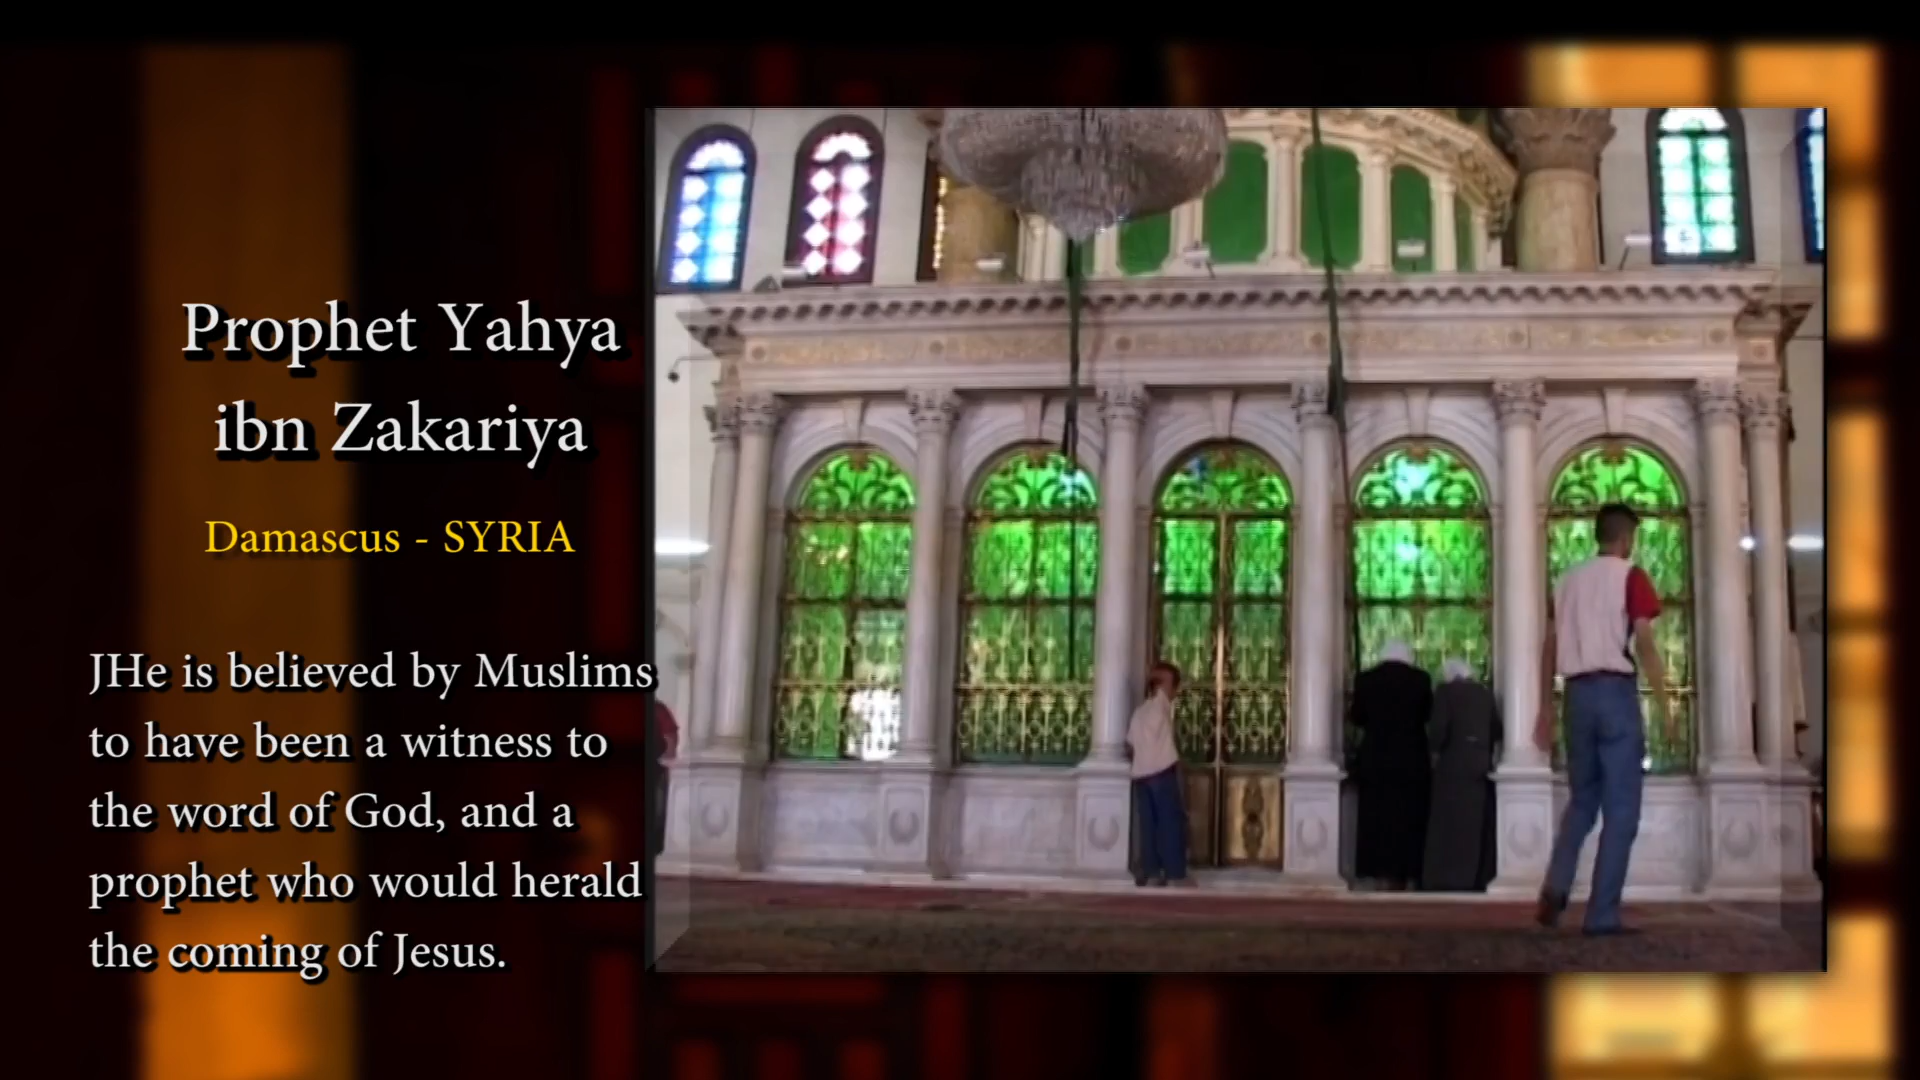 Prophet Yahya
ibn Zakariya
Damascus - SYRIA
JHe is believed by Muslims
to have been a witness to
the word of God, and a
prophet who would herald
the coming of Jesus.